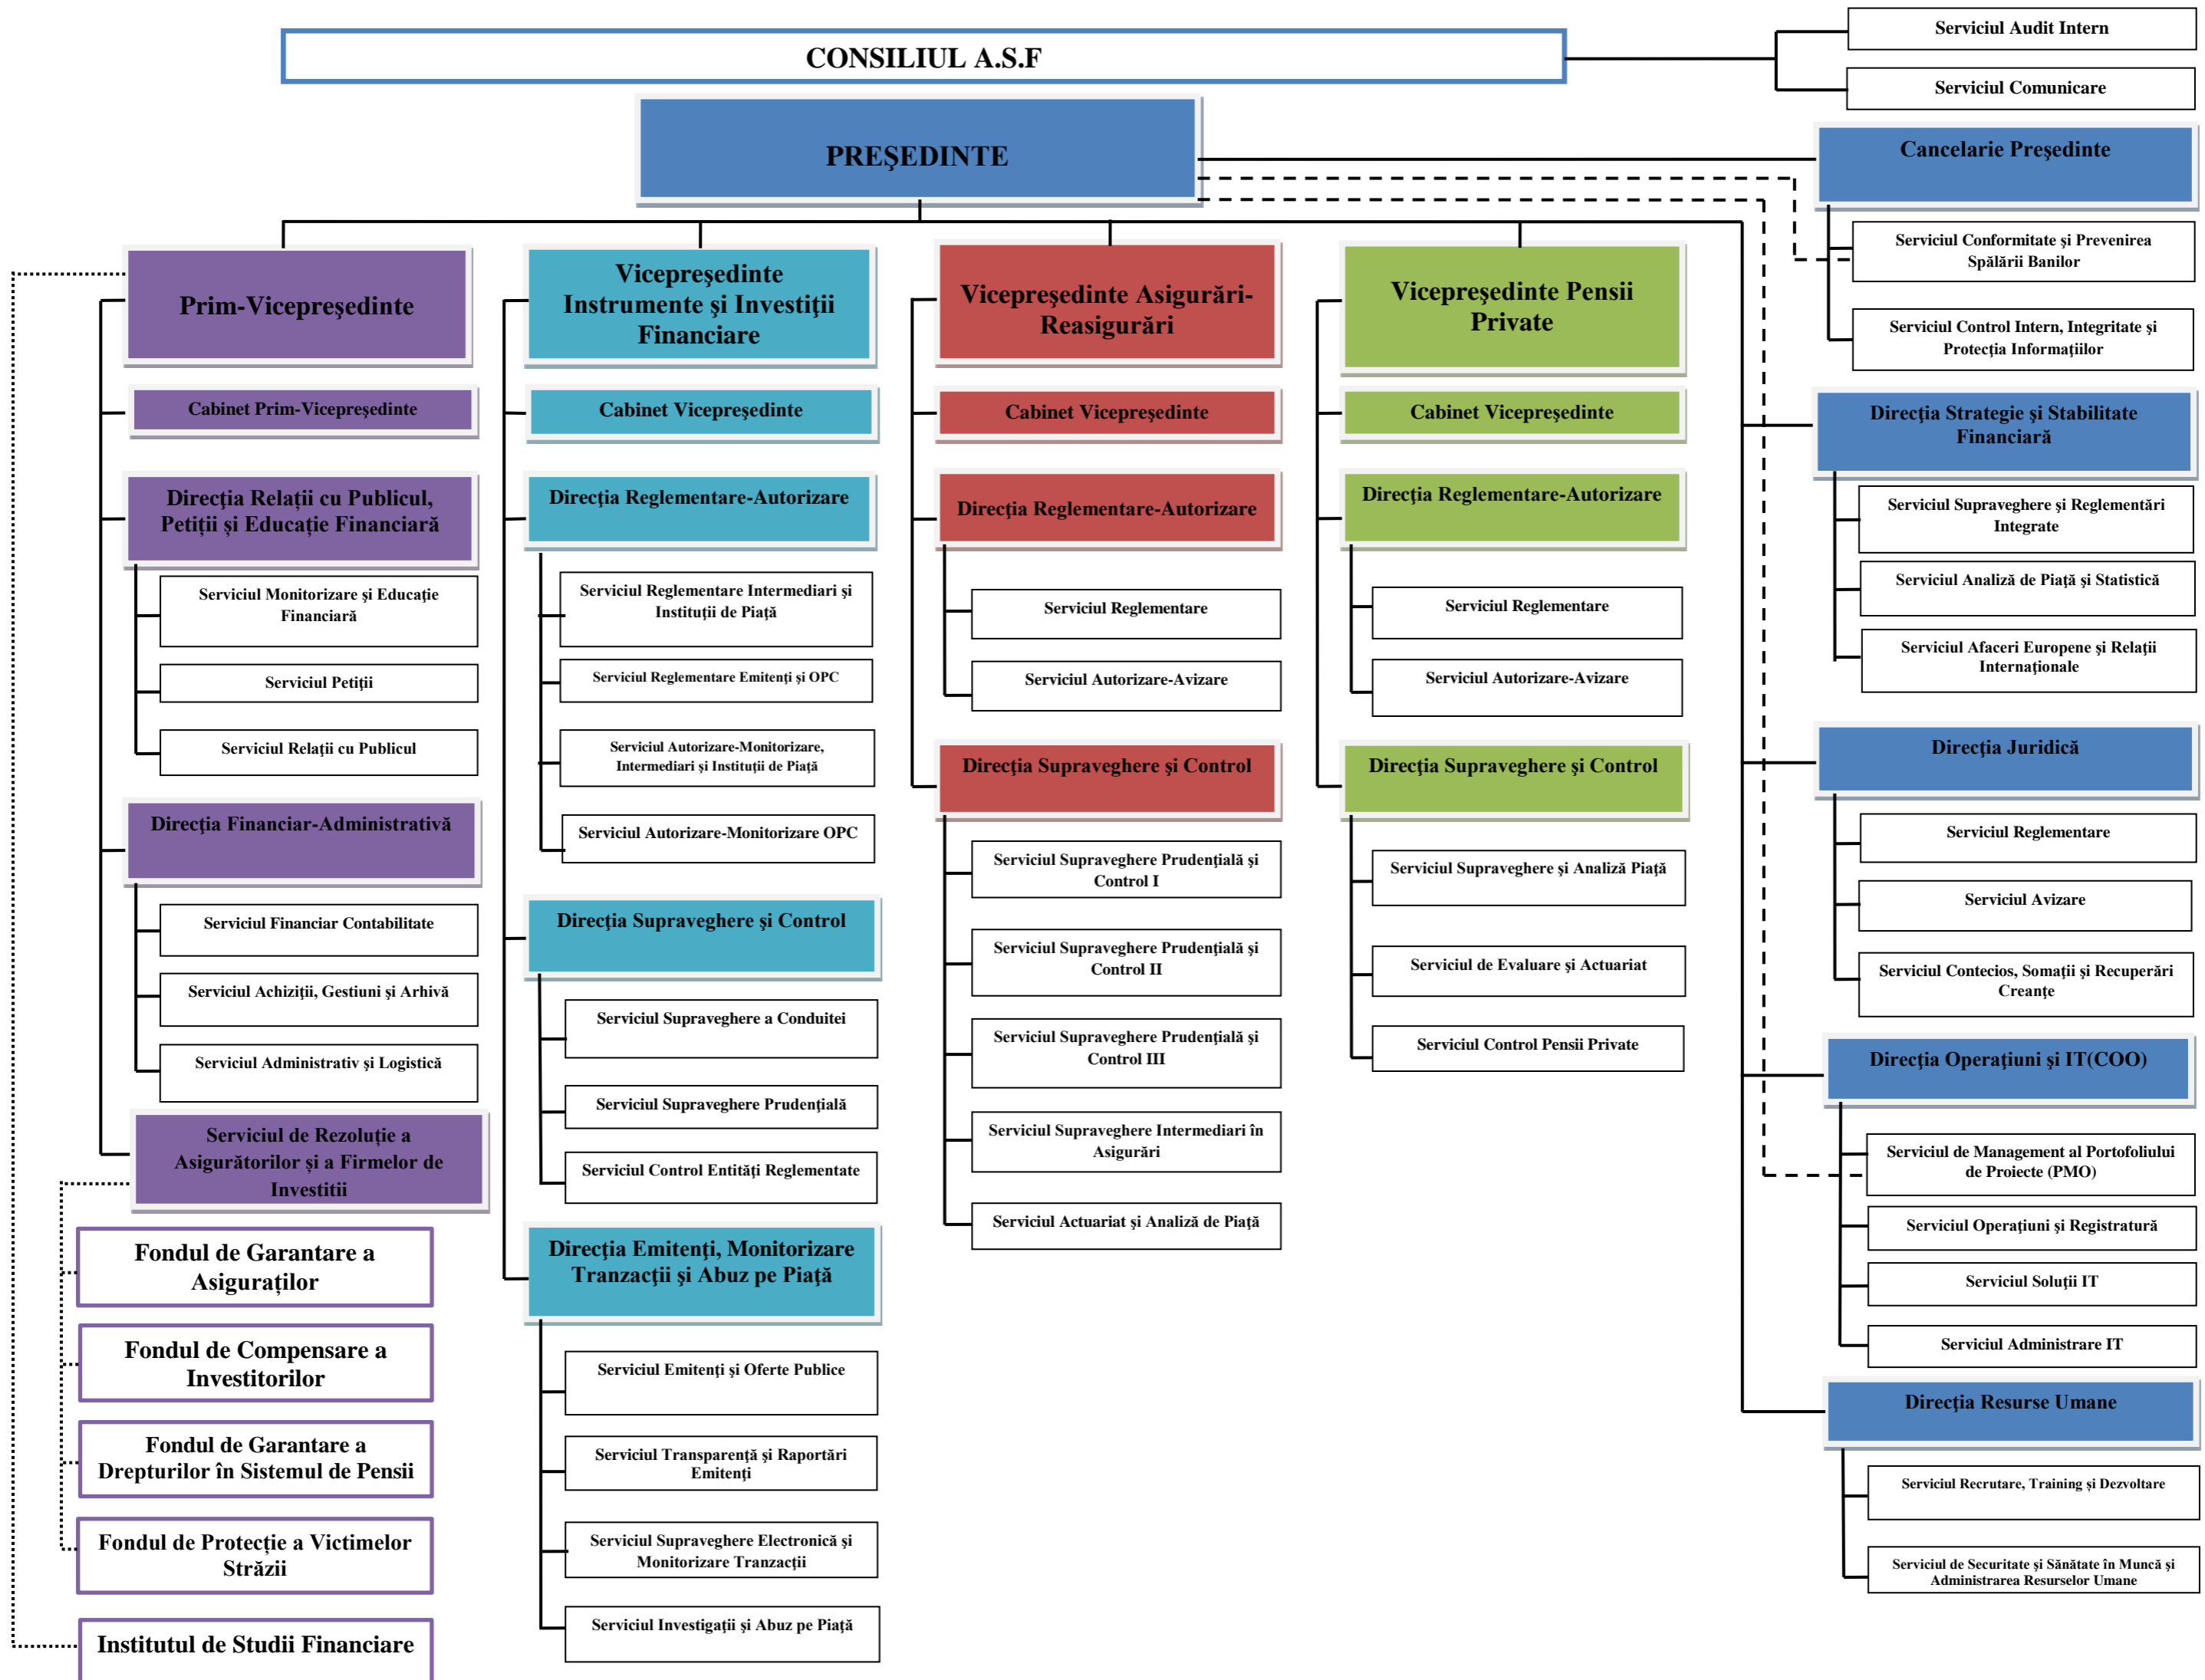 CONSILIUL A.S.F
Serviciul Audit Intern
Serviciul Comunicare
PREŞEDINTE
Cancelarie Preşedinte
Serviciul Conformitate şi Prevenirea
Spălării Banilor
Serviciul Control Intern, Integritate şi
Protecţia Informaţiilor
Prim-Vicepreşedinte
Cabinet Prim-Vicepreşedinte
Direcţia Relații cu Publicul,
Petiții și Educație Financiară
Serviciul Monitorizare şi Educaţie
Financiară
Serviciul Petiţii
Serviciul Relaţii cu Publicul
Direcţia Financiar-Administrativă
Serviciul Financiar Contabilitate
Serviciul Achiziţii, Gestiuni şi Arhivă
Serviciul Administrativ şi Logistică
Serviciul de Rezoluție a
Asigurătorilor și a Firmelor de
Investitii
Fondul de Garantare a
Asiguraților
Fondul de Compensare a
Investitorilor
Fondul de Garantare a
Drepturilor în Sistemul de Pensii
Fondul de Protecție a Victimelor
Străzii
Institutul de Studii Financiare
Vicepreşedinte
Instrumente şi Investiţii
Financiare
Cabinet Vicepreşedinte
Direcţia Reglementare-Autorizare
Serviciul Reglementare Intermediari şi
Instituţii de Piaţă
Serviciul Reglementare Emitenţi şi OPC
Serviciul Autorizare-Monitorizare,
Intermediari şi Instituţii de Piaţă
Serviciul Autorizare-Monitorizare OPC
Direcţia Supraveghere şi Control
Serviciul Supraveghere a Conduitei
Serviciul Supraveghere Prudenţială
Serviciul Control Entităţi Reglementate
Direcţia Emitenţi, Monitorizare
Tranzacţii şi Abuz pe Piaţă
Serviciul Emitenţi şi Oferte Publice
Serviciul Transparenţă şi Raportări
Emitenţi
Serviciul Supraveghere Electronică şi
Monitorizare Tranzacţii
Serviciul Investigaţii şi Abuz pe Piaţă
Vicepreşedinte Asigurări-
Reasigurări
Cabinet Vicepreşedinte
Direcţia Reglementare-Autorizare
Serviciul Reglementare
Serviciul Autorizare-Avizare
Direcţia Supraveghere şi Control
Serviciul Supraveghere Prudenţială şi
Control I
Serviciul Supraveghere Prudenţială şi
Control II
Serviciul Supraveghere Prudenţială şi
Control III
Serviciul Supraveghere Intermediari în
Asigurări
Serviciul Actuariat şi Analiză de Piaţă
Vicepreşedinte Pensii
Private
Cabinet Vicepreşedinte
Direcţia Reglementare-Autorizare
Serviciul Reglementare
Serviciul Autorizare-Avizare
Direcţia Supraveghere şi Control
Serviciul Supraveghere şi Analiză Piaţă
Serviciul de Evaluare şi Actuariat
Serviciul Control Pensii Private
Direcţia Strategie şi Stabilitate
Financiară
Serviciul Supraveghere şi Reglementări
Integrate
Serviciul Analiză de Piaţă şi Statistică
Serviciul Afaceri Europene şi Relaţii
Internaţionale
Direcţia Juridică
Serviciul Reglementare
Serviciul Avizare
Serviciul Contecios, Somaţii şi Recuperări
Creanţe
Direcţia Operaţiuni şi IT(COO)
Serviciul de Management al Portofoliului
de Proiecte (PMO)
Serviciul Operaţiuni şi Registratură
Serviciul Soluţii IT
Serviciul Administrare IT
Direcţia Resurse Umane
Serviciul Recrutare, Training și Dezvoltare
Serviciul de Securitate şi Sănătate în Muncă şi
Administrarea Resurselor Umane